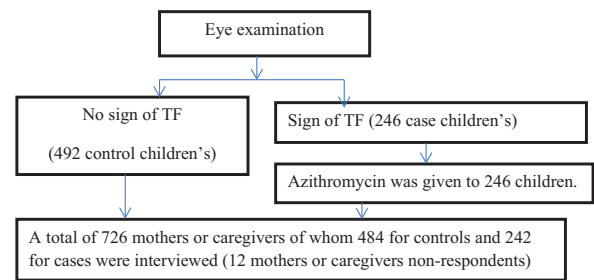 Eye examination
No sign of TF
(492 control children's)
Sign of TF (246 case children's)
Azithromycin was given to 246 children.
A total of 726 mothers or caregivers of whom 484 for controls and 242
for cases were interviewed (12 mothers or caregivers non-respondents)